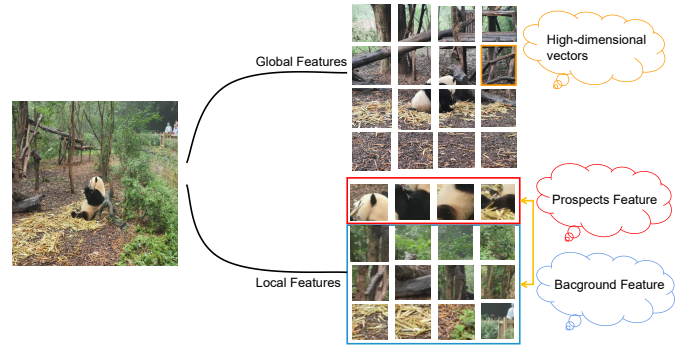 Global Features
High-dimensional
vectors
Prospects Feature
Local Features
Bacground Feature